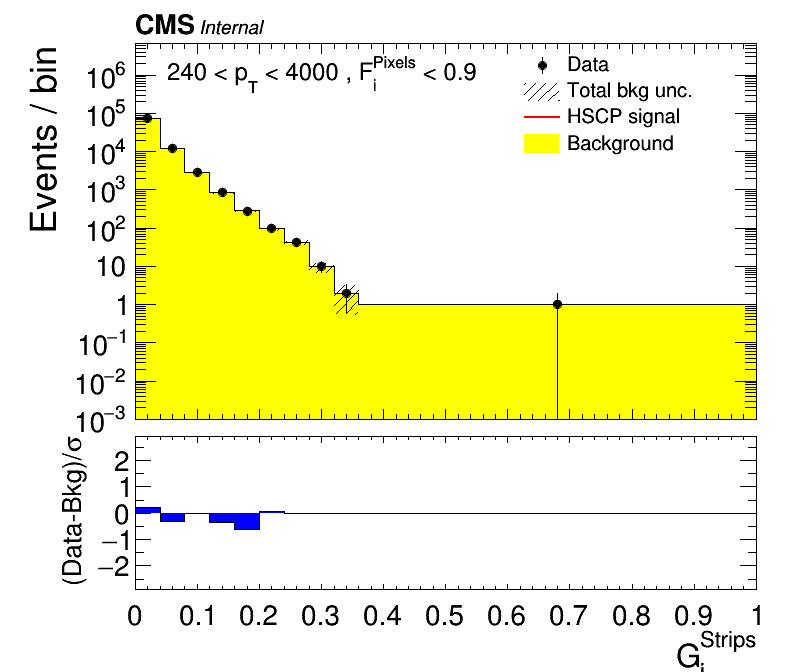 CMS Internal
240 < p_T < 4000 , F_i^Pixels < 0.9
Data
Total bkg unc.
HSCP signal
Background
Events / bin
10^6
10^5
10^4
10^3
10^2
10
1
10^−1
10^−2
10^−3
(Data-Bkg)/σ
2
1
0
−1
−2
0 0.1 0.2 0.3 0.4 0.5 0.6 0.7 0.8 0.9 1
G_i^Strips